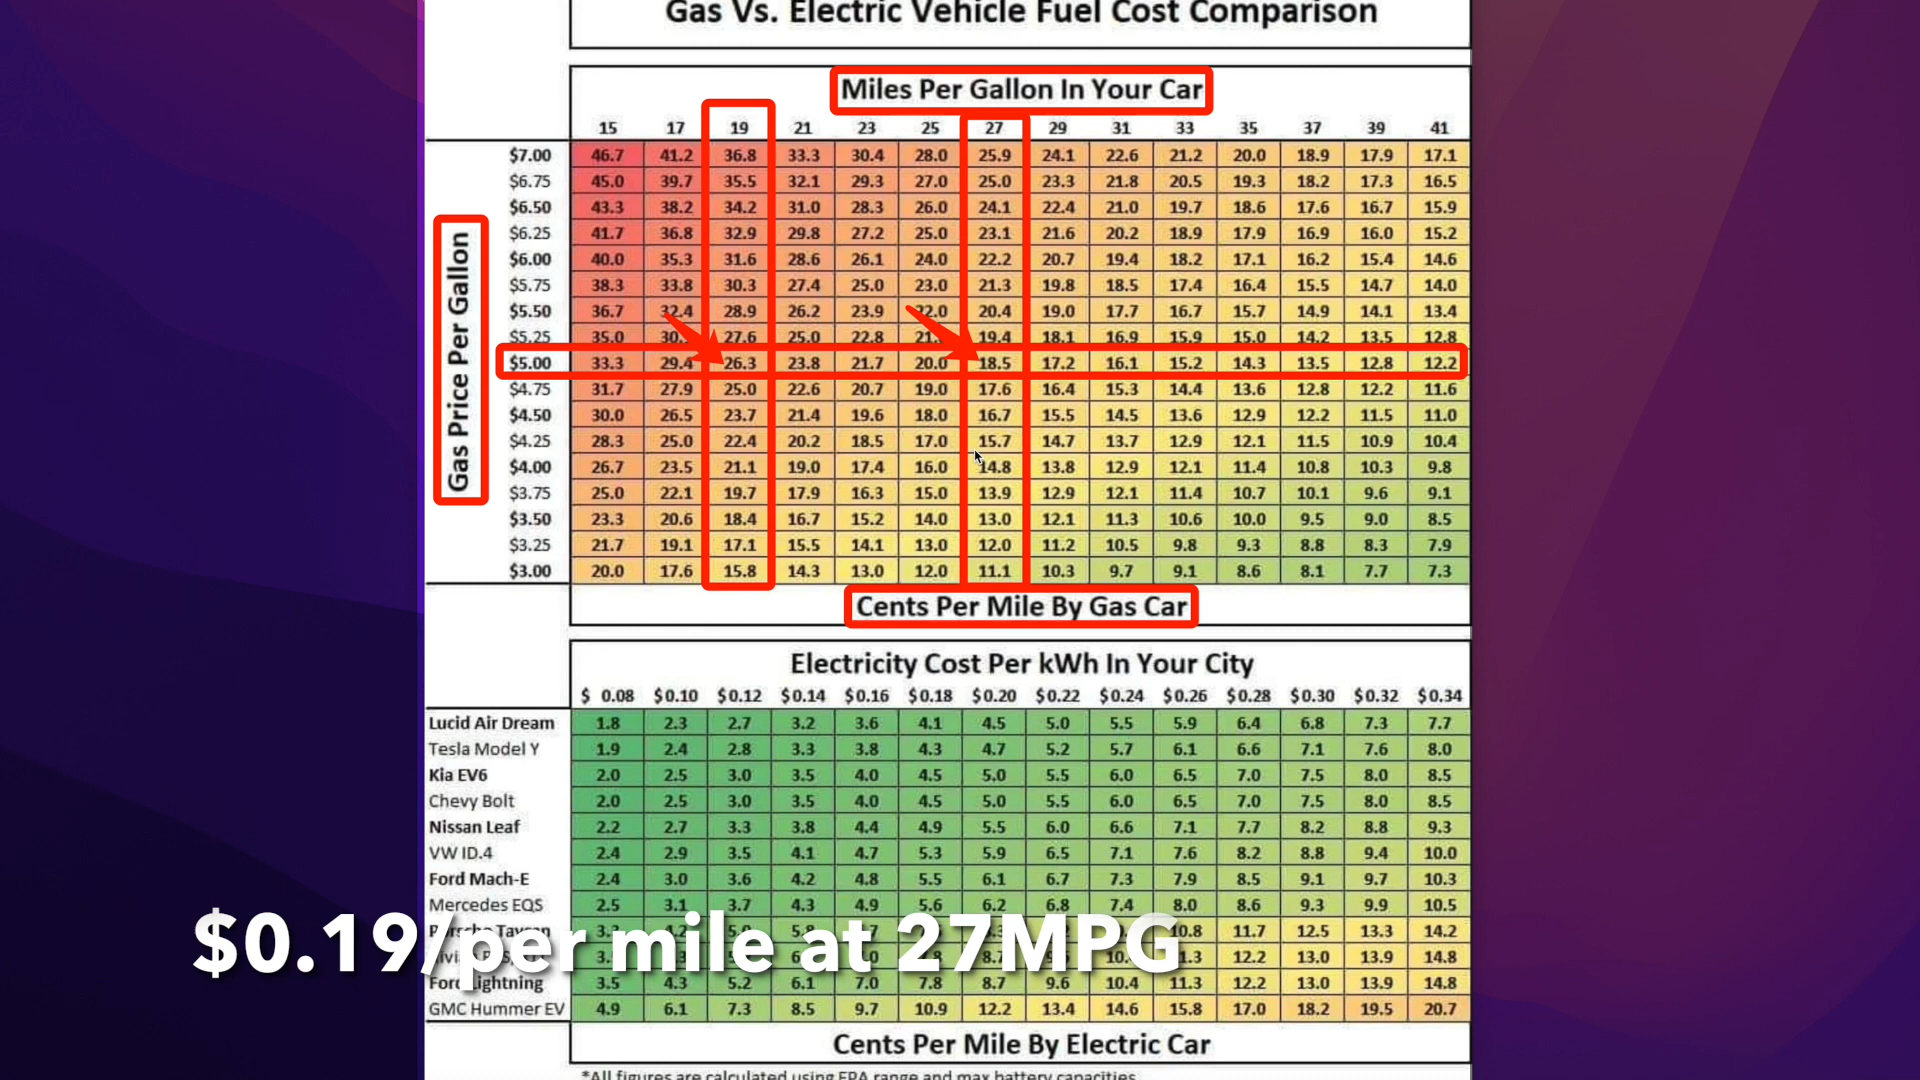 Gas Vs. Electric Vehicle Fuel Cost Comparison
Miles Per Gallon In Your Car
15 17 19 21 23 25 27 29 31 33 35 37 39 41
Gas Price Per Gallon
$7.00 46.7 41.2 36.8 33.3 30.4 28.0 25.9 24.1 22.6 21.2 20.0 18.9 17.9 17.1
$6.75 45.0 39.7 35.5 32.1 29.3 27.0 25.0 23.3 21.8 20.5 19.3 18.2 17.3 16.5
$6.50 43.3 38.2 34.2 31.0 28.3 26.0 24.1 22.4 21.0 19.7 18.6 17.6 16.7 15.9
$6.25 41.7 36.8 32.9 29.8 27.2 25.0 23.1 21.6 20.2 18.9 17.9 16.9 16.0 15.2
$6.00 40.0 35.3 31.6 28.6 26.1 24.0 22.2 20.7 19.4 18.2 17.1 16.2 15.4 14.6
$5.75 38.3 33.8 30.3 27.4 25.0 23.0 21.3 19.8 18.5 17.4 16.4 15.5 14.7 14.0
$5.50 36.7 32.4 28.9 26.2 23.9 22.0 20.4 19.0 17.7 16.7 15.7 14.9 14.1 13.4
$5.25 35.0 27.6 25.0 22.8 19.4 18.1 16.9 15.9 15.0 14.2 13.5 12.8
$5.00 33.3 29.4 26.3 23.8 21.7 20.0 18.5 17.2 16.1 15.2 14.3 13.5 12.8 12.2
$4.75 31.7 27.9 25.0 22.6 20.7 19.0 17.6 16.4 15.3 14.4 13.6 12.8 12.2 11.6
$4.50 30.0 26.5 23.7 21.4 19.6 18.0 16.7 15.5 14.5 13.6 12.9 12.2 11.5 11.0
$4.25 28.3 25.0 22.4 20.2 18.5 17.0 15.7 14.7 13.7 12.9 12.1 11.5 10.9 10.4
$4.00 26.7 23.5 21.1 19.0 17.4 16.0 14.8 13.8 12.9 12.1 11.4 10.8 10.3 9.8
$3.75 25.0 22.1 19.7 17.9 16.3 15.0 13.9 12.9 12.1 11.4 10.7 10.1 9.6 9.1
$3.50 23.3 20.6 18.4 16.7 15.2 14.0 13.0 12.1 11.3 10.6 10.0 9.5 9.0 8.5
$3.25 21.7 19.1 17.1 15.5 14.1 13.0 12.0 11.2 10.5 9.8 9.3 8.8 8.3 7.9
$3.00 20.0 17.6 15.8 14.3 13.0 12.0 11.1 10.3 9.7 9.1 8.6 8.1 7.7 7.3
Cents Per Mile By Gas Car
Electricity Cost Per kWh In Your City
$ 0.08 $0.10 $0.12 $0.14 $0.16 $0.18 $0.20 $0.22 $0.24 $0.26 $0.28 $0.30 $0.32 $0.34
Lucid Air Dream 1.8 2.3 2.7 3.2 3.6 4.1 4.5 5.0 5.5 5.9 6.4 6.8 7.3 7.7
Tesla Model Y 1.9 2.4 2.8 3.3 3.8 4.3 4.7 5.2 5.7 6.1 6.6 7.1 7.6 8.0
Kia EV6 2.0 2.5 3.0 3.5 4.0 4.5 5.0 5.5 6.0 6.5 7.0 7.5 8.0 8.5
Chevy Bolt 2.0 2.5 3.0 3.5 4.0 4.5 5.0 5.5 6.0 6.5 7.0 7.5 8.0 8.5
Nissan Leaf 2.2 2.7 3.3 3.8 4.4 4.9 5.5 6.0 6.6 7.1 7.7 8.2 8.8 9.3
VW ID.4 2.4 2.9 3.5 4.1 4.7 5.3 5.9 6.5 7.1 7.6 8.2 8.8 9.4 10.0
Ford Mach-E 2.4 3.0 3.6 4.2 4.8 5.5 6.1 6.7 7.3 7.9 8.5 9.1 9.7 10.3
Mercedes EQS 2.5 3.1 3.7 4.3 4.9 5.6 6.2 6.8 7.4 8.0 8.6 9.3 9.9 10.5
10.8 11.7 12.5 13.3 14.2
$0.19/per mile at 27MPG
12.2 13.0 13.9 14.8
Ford Lightning 3.5 4.3 5.2 6.1 7.0 7.8 8.7 9.6 10.4 11.3 12.2 13.0 13.9 14.8
GMC Hummer EV 4.9 6.1 7.3 8.5 9.7 10.9 12.2 13.4 14.6 15.8 17.0 18.2 19.5 20.7
Cents Per Mile By Electric Car
*All figures are calculated using EPA range and max battery capacities